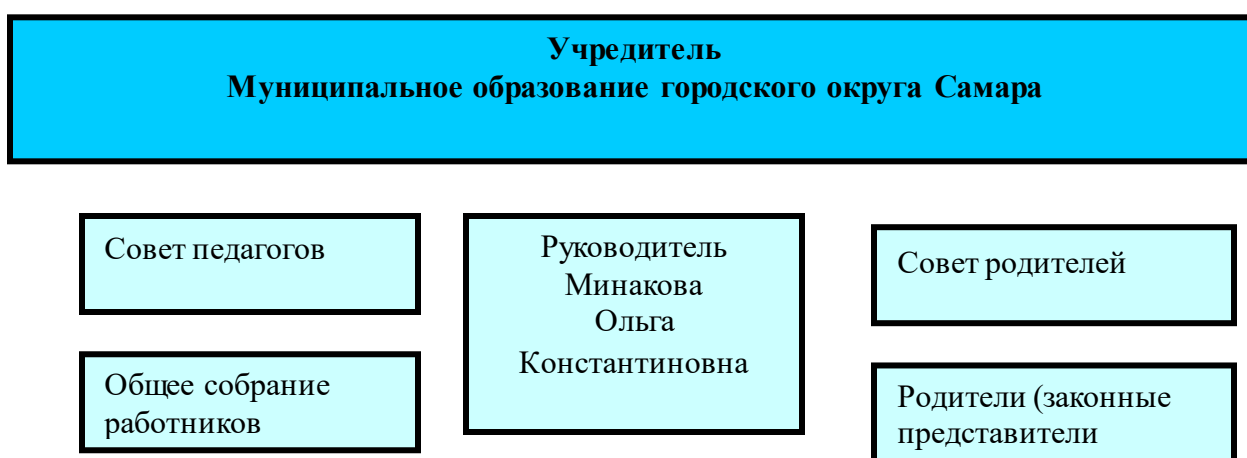 Учредитель
Муниципальное образование городского округа Самара
Совет педагогов
Общее собрание
работников
Руководитель
Минакова
Ольга
Константиновна
Совет родителей
Родители (законные
представители